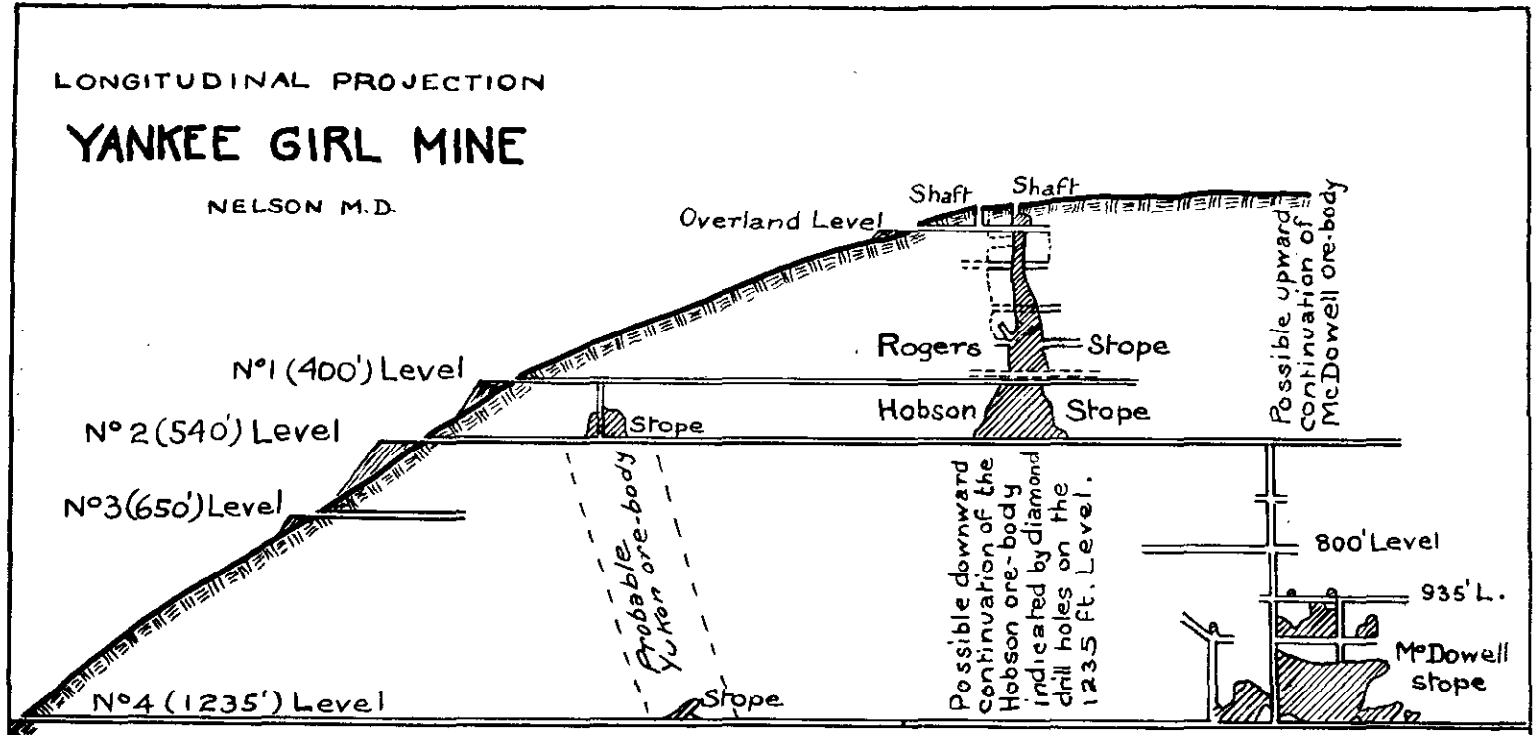 LONGITUDINAL PROJECTION
YANKEE GIRL MINE
NELSON M.D.
Shaft
Shaft
Overland Level
Possible upward
continuation of
McDowell ore-body
Rogers Stope
Nº1 (400') Level
Hobson Stope
Stope
Nº 2 (540') Level
Nº3 (650') Level
Probable
Yukon ore-body
Possible downward
continuation of the
Hobson ore-body
indicated by diamond
drill holes on the
1235 ft. Level.
800' Level
935' L.
McDowell
stope
Nº4 (1235') Level
Stope